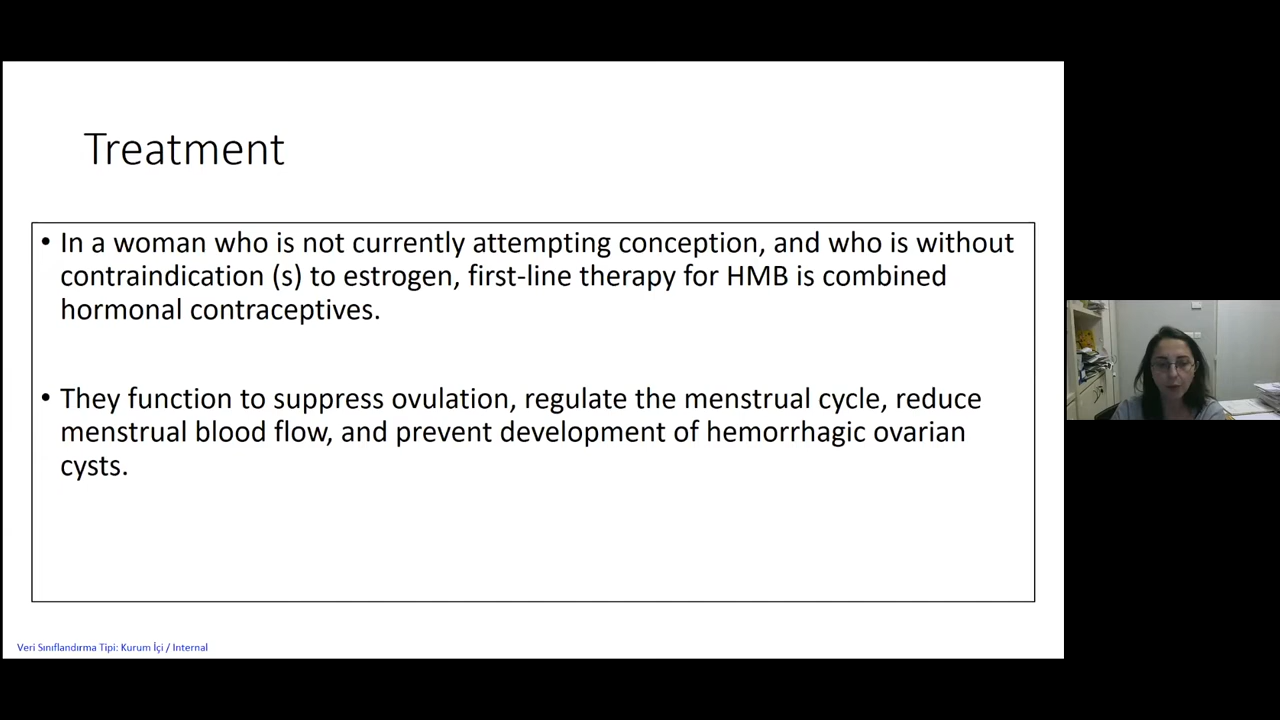 Treatment
• In a woman who is not currently attempting conception, and who is without
contraindication (s) to estrogen, first-line therapy for HMB is combined
hormonal contraceptives.
• They function to suppress ovulation, regulate the menstrual cycle, reduce
menstrual blood flow, and prevent development of hemorrhagic ovarian
cysts.
Veri Sınıflandırma Tipi: Kurum İçi / Internal